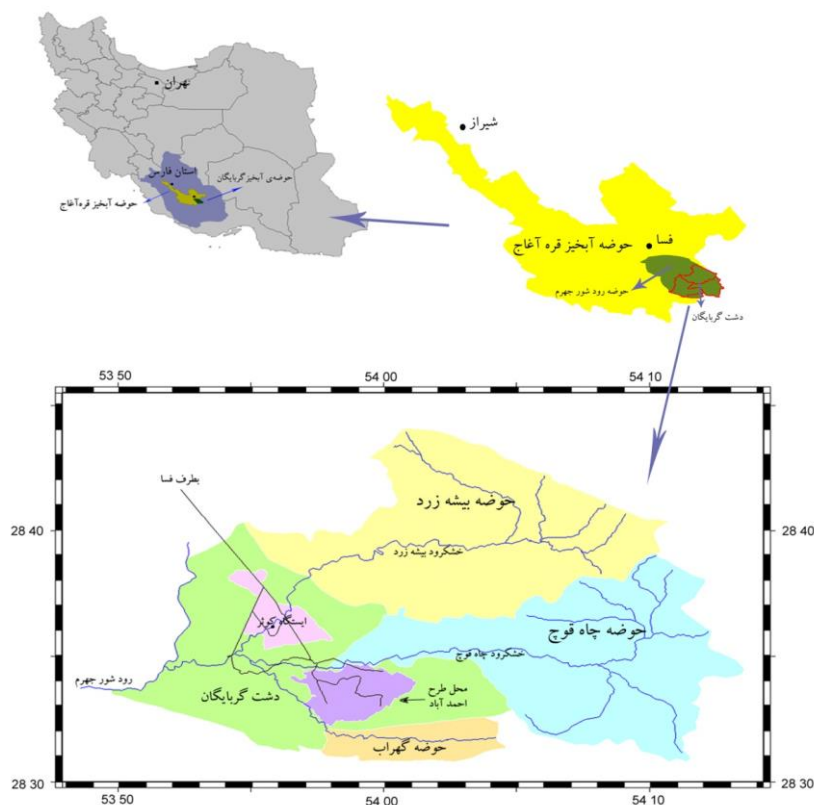 تهران
استان فارس
حوضه‌ی آبخیز گربایگان
حوضه آبخیز قره آغاج
شیراز
فسا
حوضه آبخیز قره آغاج
حوضه رود شور جهرم
دشت گربایگان
53 50
54 00
54 10
بطرف فسا
حوضه بیشه زرد
28 40
28 40
خشکرود بیشه زرد
ایستگاه کوثر
حوضه چاه قوچ
خشکرود چاه قوچ
رود شور جهرم
دشت گربایگان
محل طرح
احمد آباد
حوضه گهراب
28 30
28 30
53 50
54 00
54 10